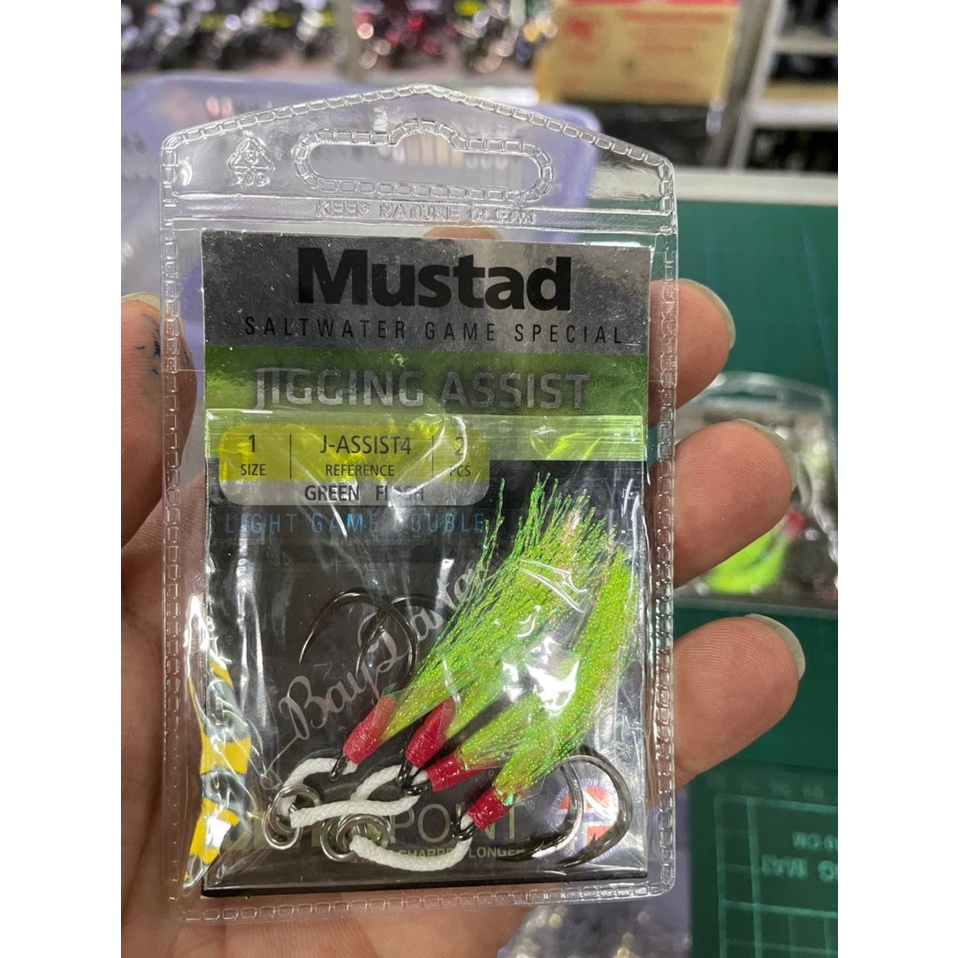 KEEP NATURE CLEAN
Mustad®
SALTWATER GAME SPECIAL
JIGGING ASSIST
1 J-ASSIST4 2
SIZE REFERENCE PCS
GREEN FLASH
LIGHT GAME DOUBLE
POINT
LONGER